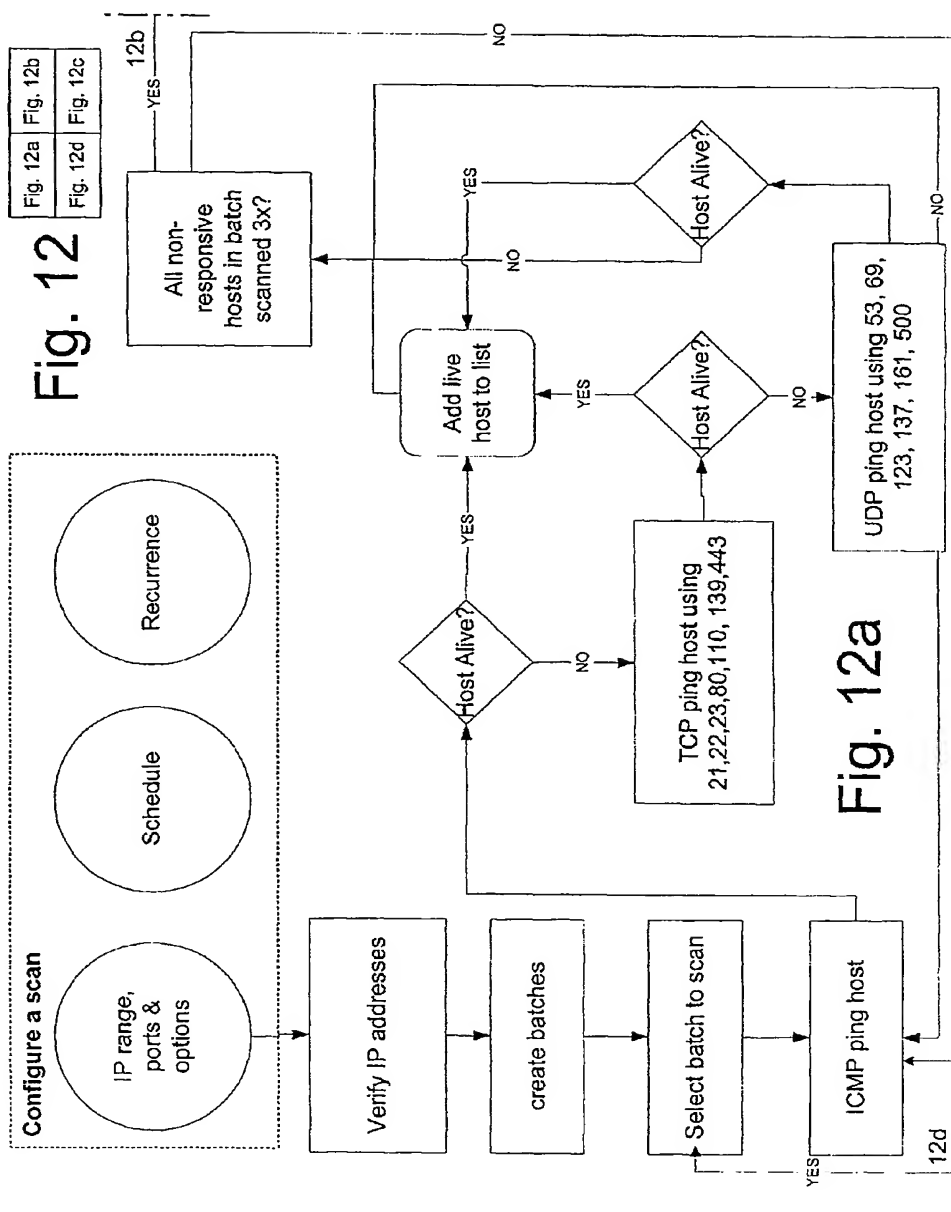 Fig. 12
Fig. 12a
Fig. 12b
Fig. 12d
Fig. 12c
Configure a scan
IP range,
ports &
options
Schedule
Recurrence
Verify IP addresses
create batches
Select batch to scan
ICMP ping host
Host Alive?
YES
NO
TCP ping host using
21,22,23,80,110, 139,443
Host Alive?
YES
NO
UDP ping host using 53, 69,
123, 137, 161, 500
Host Alive?
YES
NO
Add live
host to list
All non-
responsive
hosts in batch
scanned 3x?
YES
12b
NO
NO
YES
12d
Fig. 12a